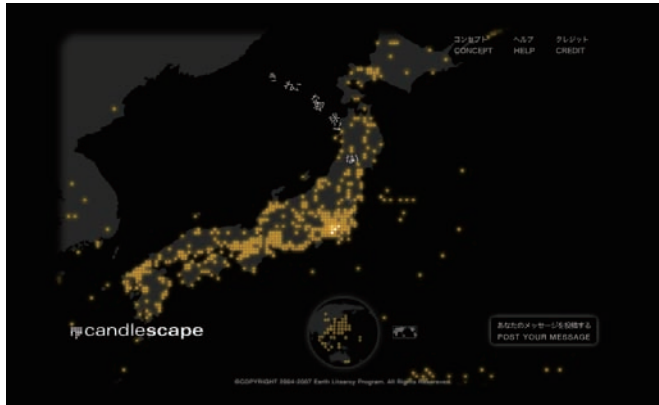 コンセプト
CONCEPT
ヘルプ
HELP
クレジット
CREDIT
candlescape
あなたのメッセージを投稿する
POST YOUR MESSAGE
©COPYRIGHT 2004-2007 Earth Literacy Program. All Rights Reserved.